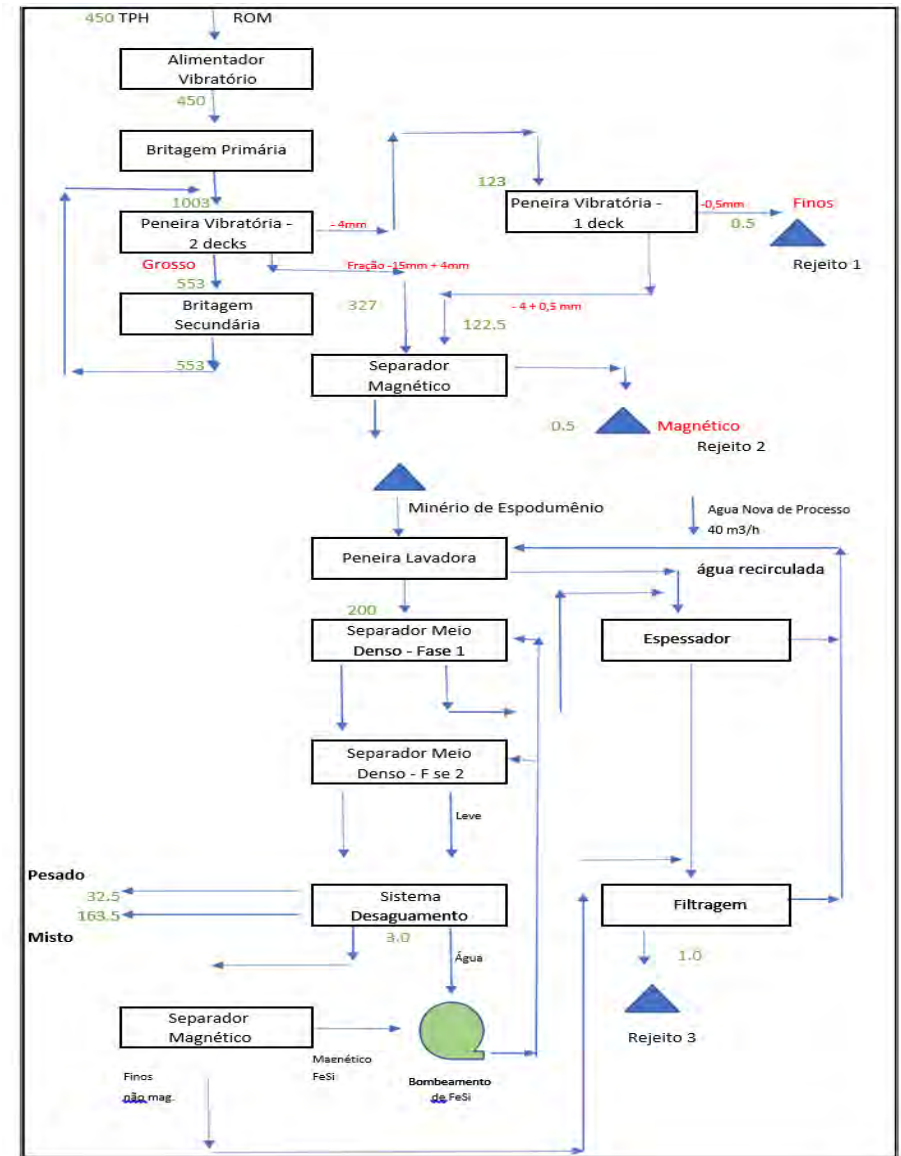 450 TPH
ROM
Alimentador
Vibratório
450
Britagem Primária
1003
Peneira Vibratória -
2 decks
- 4mm
123
Peneira Vibratória -
1 deck
-0,5mm
Finos
0.5
Rejeito 1
Grosso
Fração -15mm + 4mm
553
Britagem
Secundária
327
- 4 + 0,5 mm
122.5
553
Separador
Magnético
0.5
Magnético
Rejeito 2
Minério de Espodumênio
Agua Nova de Processo
40 m3/h
Peneira Lavadora
água recirculada
200
Separador Meio
Denso - Fase 1
Espessador
Separador Meio
Denso - F se 2
Leve
Pesado
32.5
163.5
Misto
Sistema
Desaguamento
3.0
Água
Filtragem
1.0
Rejeito 3
Separador
Magnético
Magnético
FeSi
Bombeamento
de FeSi
Finos
não mag.